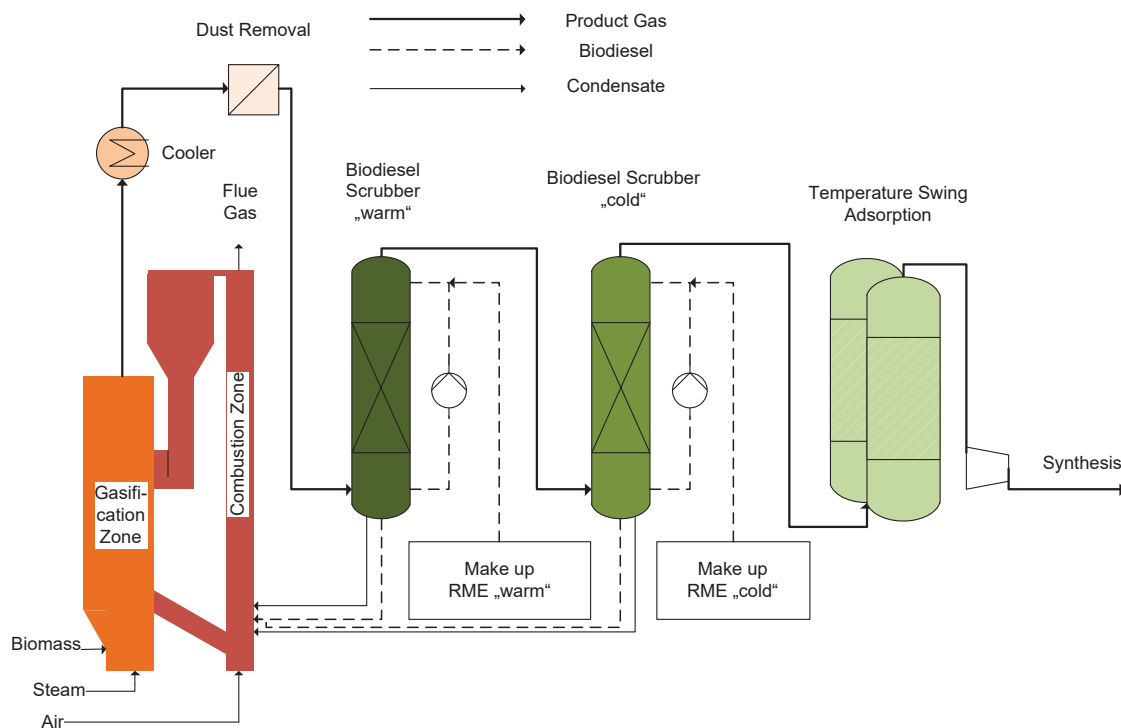 Dust Removal
Product Gas
Biodiesel
Condensate
Cooler
Flue
Gas
Biodiesel
Scrubber
„warm“
Biodiesel Scrubber
„cold“
Temperature Swing
Adsorption
Combustion Zone
Gasifi-
cation
Zone
Synthesis
Make up
RME „warm“
Make up
RME „cold“
Biomass
Steam
Air